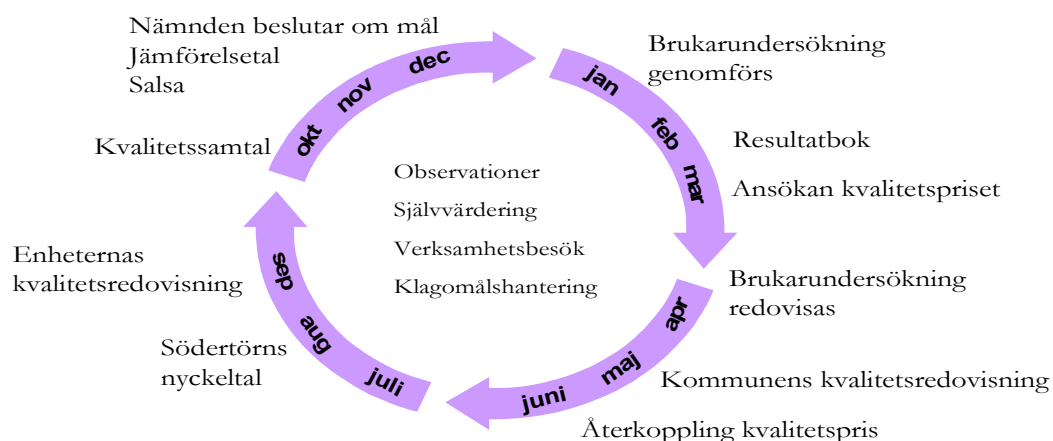 Nämnden beslutar om mål
Jämförelsetal
Salsa
Brukarundersökning
genomförs
jan
feb
mar
Resultatbok
Ansökan kvalitetspriset
Brukarundersökning
redovisas
apr
maj
juni
Kommunens kvalitetsredovisning
Återkoppling kvalitetspris
juli
aug
sep
Södertörns
nyckeltal
Enheternas
kvalitetsredovisning
Kvalitetssamtal
okt
nov
dec
Observationer
Självvärdering
Verksamhetsbesök
Klagomålshantering